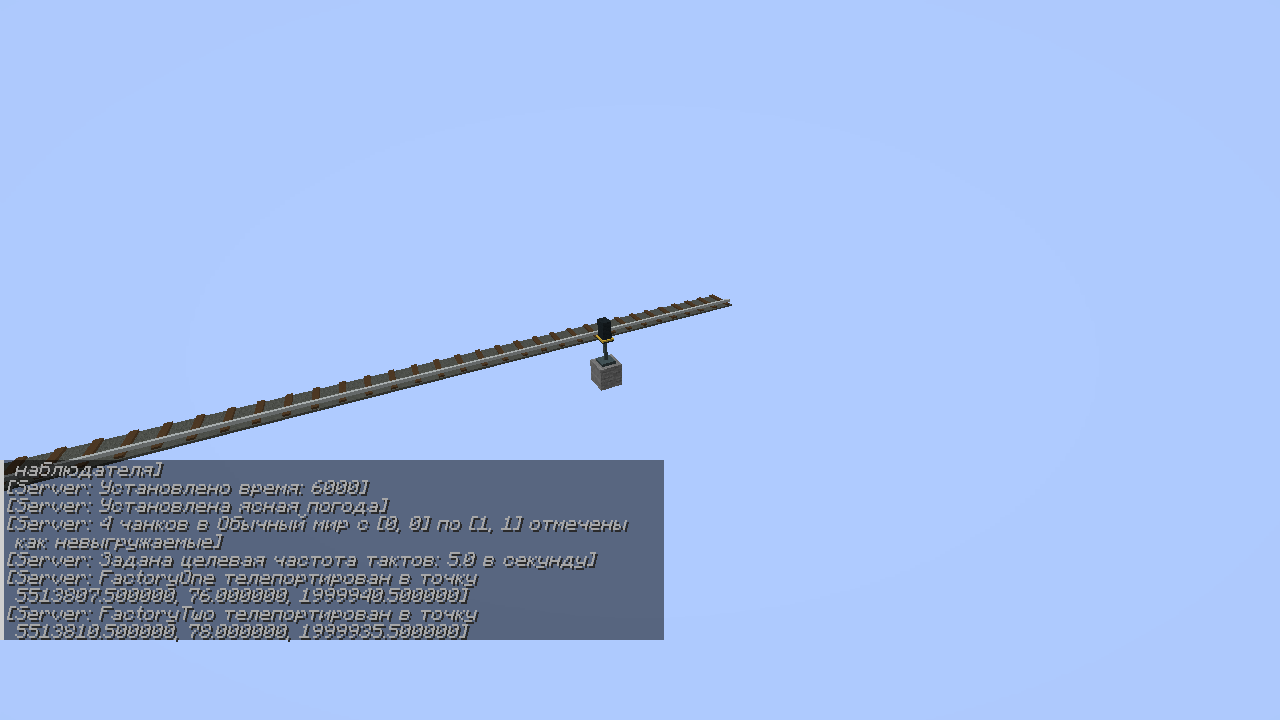 наблюдателя]
[Server: Установлено время: 6000]
[Server: Установлена ясная погода]
[Server: 4 чанков в Обычный мир с [0, 0] по [1, 1] отмечены
как невыгружаемые]
[Server: Задана целевая частота тактов: 5.0 в секунду]
[Server: FactoryOne телепортирован в точку
5513807.500000, 76.000000, 1999940.500000]
[Server: FactoryTwo телепортирован в точку
5513810.500000, 78.000000, 1999935.500000]